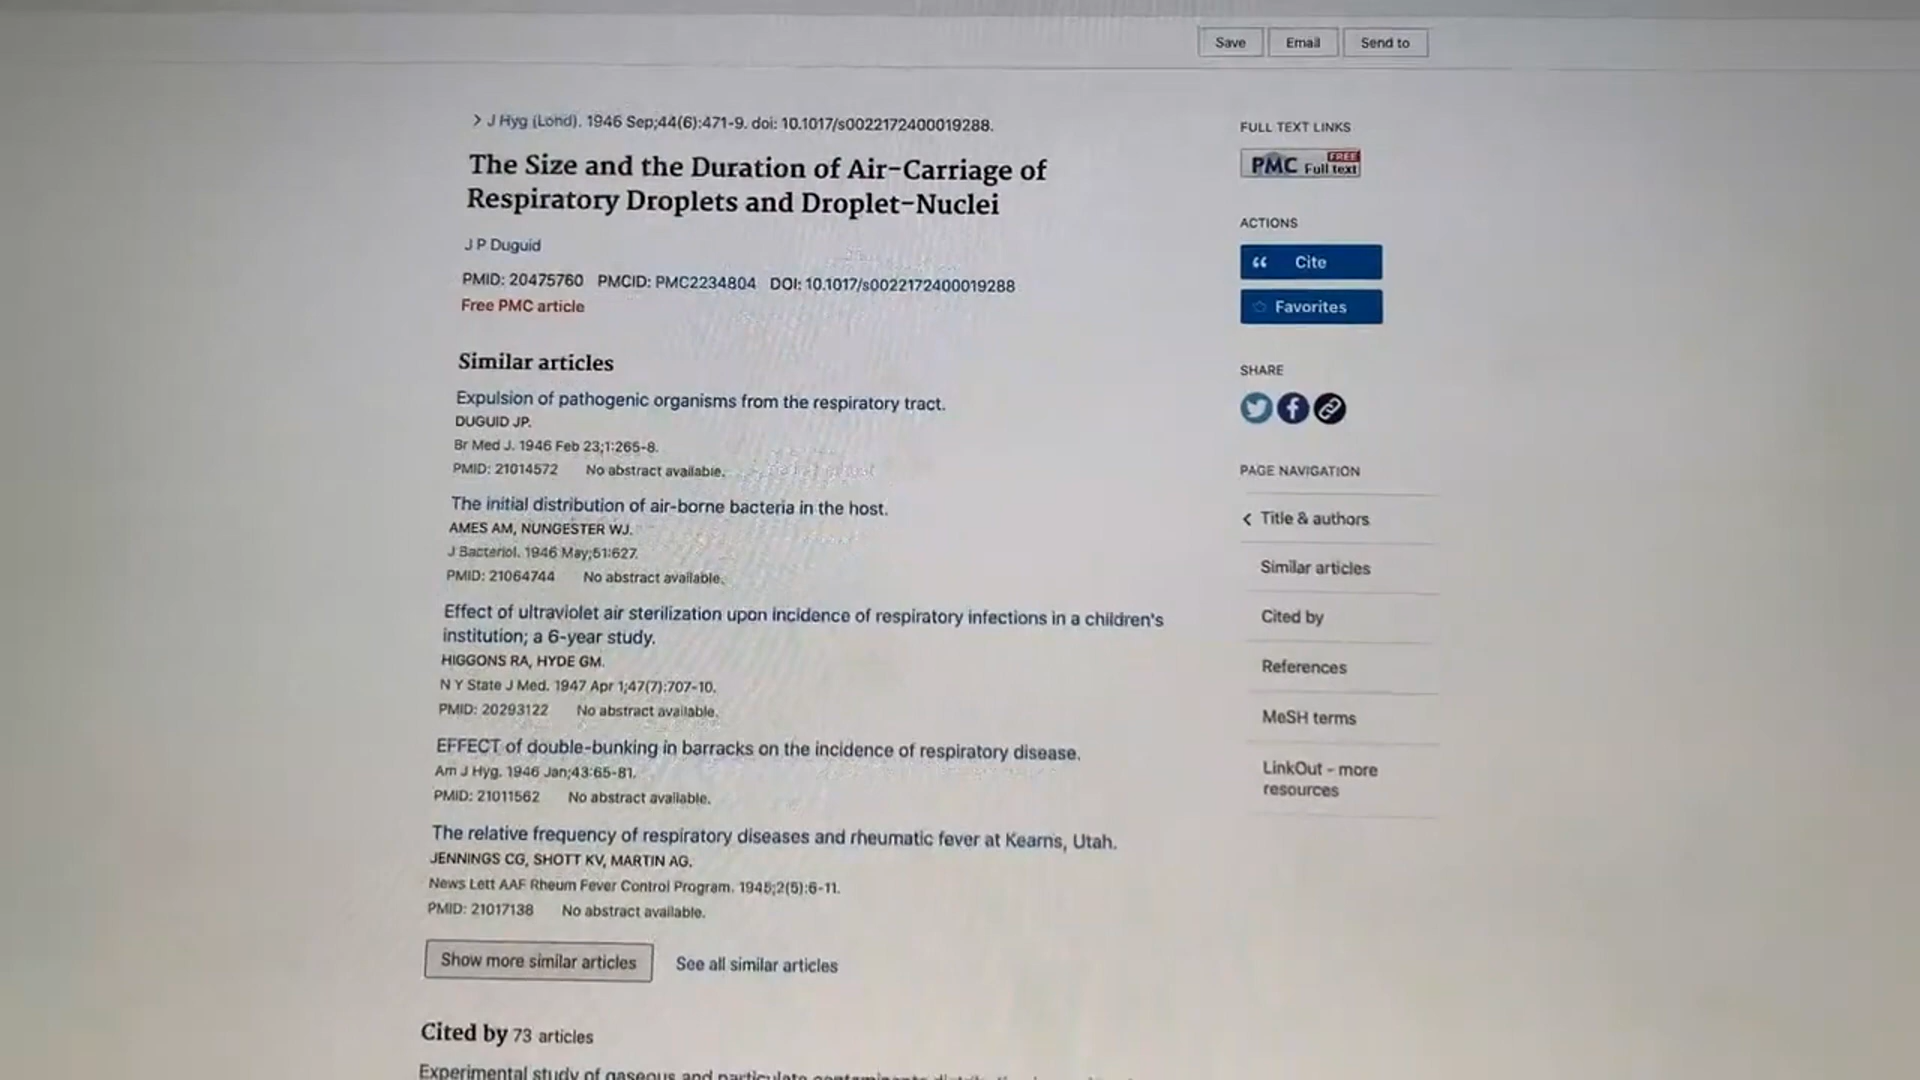 Save Email Send to
> J Hyg (Lond). 1946 Sep;44(6):471-9. doi: 10.1017/s0022172400019288.
The Size and the Duration of Air-Carriage of
Respiratory Droplets and Droplet-Nuclei
J P Duguid
PMID: 20475760 PMCID: PMC2234804 DOI: 10.1017/s0022172400019288
Free PMC article
Similar articles
Expulsion of pathogenic organisms from the respiratory tract.
DUGUID JP.
Br Med J. 1946 Feb 23;1:265-8.
PMID: 21014572 No abstract available.
The initial distribution of air-borne bacteria in the host.
AMES AM, NUNGESTER WJ.
J Bacteriol. 1946 May;51:627.
PMID: 21064744 No abstract available.
Effect of ultraviolet air sterilization upon incidence of respiratory infections in a children's
institution; a 6-year study.
HIGGONS RA, HYDE GM.
N Y State J Med. 1947 Apr 1;47(7):707-10.
PMID: 20293122 No abstract available.
EFFECT of double-bunking in barracks on the incidence of respiratory disease.
Am J Hyg. 1946 Jan;43:65-81.
PMID: 21011562 No abstract available.
The relative frequency of respiratory diseases and rheumatic fever at Kearns, Utah.
JENNINGS CG, SHOTT KV, MARTIN AG.
News Lett AAF Rheum Fever Control Program. 1945;2(5):6-11.
PMID: 21017138 No abstract available.
Show more similar articles See all similar articles
Cited by 73 articles
Experimental study of gaseous and particulate contaminants
FULL TEXT LINKS
PMC FREE Full text
ACTIONS
Cite
Favorites
SHARE
PAGE NAVIGATION
< Title & authors
Similar articles
Cited by
References
MeSH terms
LinkOut - more
resources